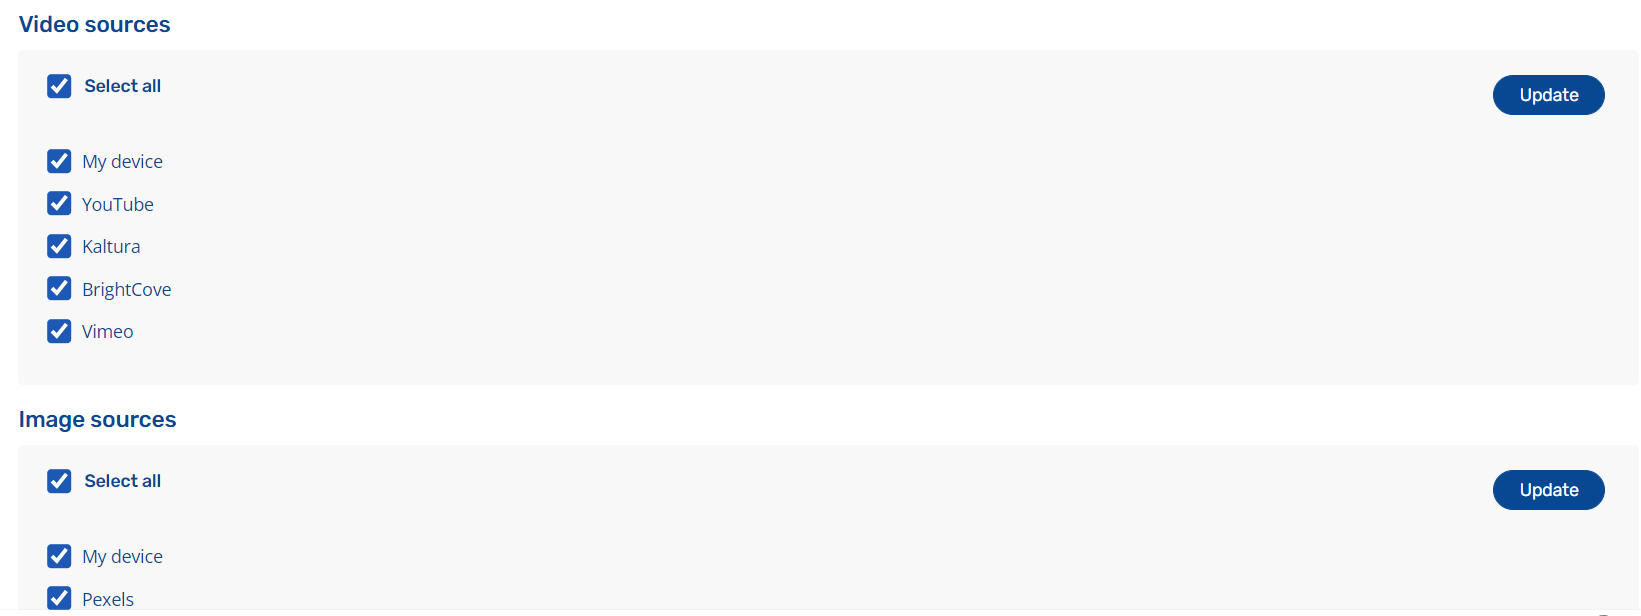 Video sources
Select all
Update
My device
YouTube
Kaltura
BrightCove
Vimeo
Image sources
Select all
Update
My device
Pexels